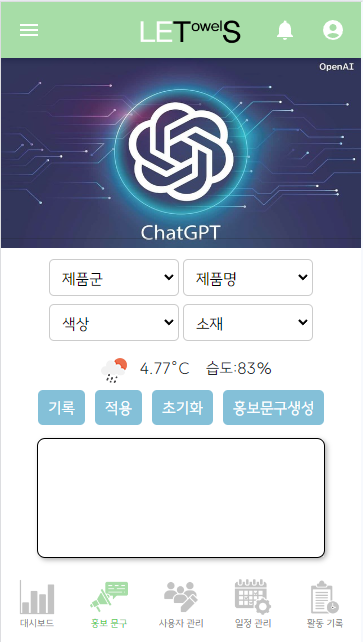 LETowelS
OpenAI
ChatGPT
제품군 제품명
색상 소재
4.77°C 습도:83%
기록 적용 초기화 홍보문구생성
대시보드 홍보 문구 사용자 관리 일정 관리 활동 기록